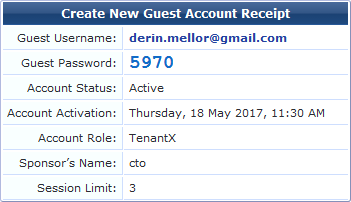 Create New Guest Account Receipt
Guest Username: derin.mellor@gmail.com
Guest Password: 5970
Account Status: Active
Account Activation: Thursday, 18 May 2017, 11:30 AM
Account Role: TenantX
Sponsor's Name: cto
Session Limit: 3